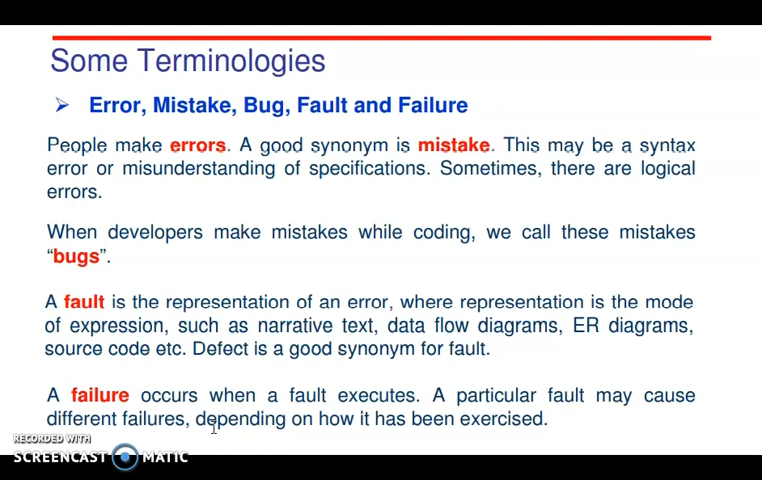 Some Terminologies
➢ Error, Mistake, Bug, Fault and Failure
People make errors. A good synonym is mistake. This may be a syntax
error or misunderstanding of specifications. Sometimes, there are logical
errors.
When developers make mistakes while coding, we call these mistakes
“bugs”.
A fault is the representation of an error, where representation is the mode
of expression, such as narrative text, data flow diagrams, ER diagrams,
source code etc. Defect is a good synonym for fault.
A failure occurs when a fault executes. A particular fault may cause
different failures, depending on how it has been exercised.
RECORDED WITH
SCREENCAST MATIC